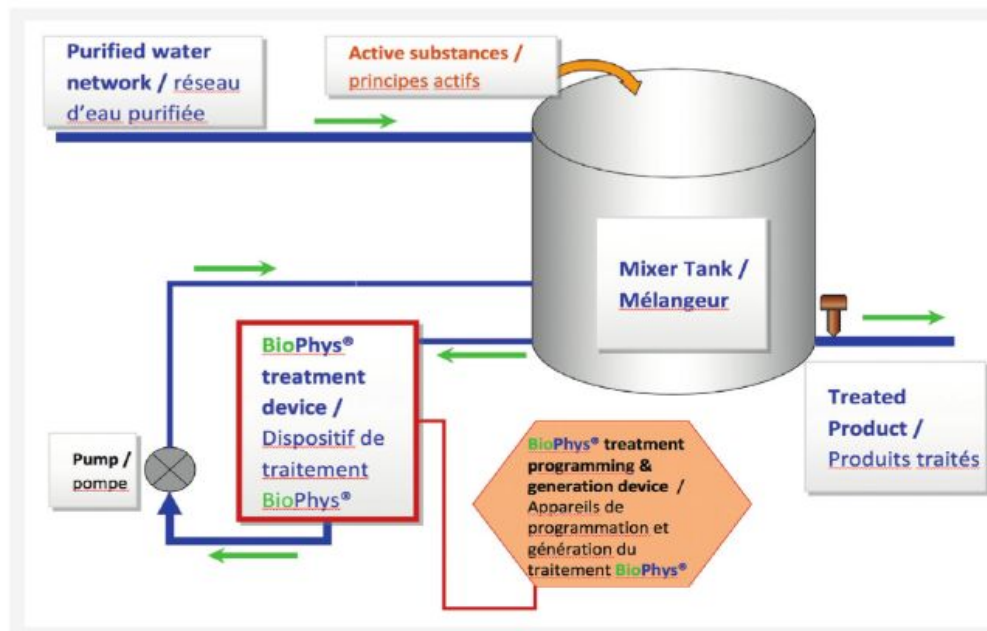 Purified water
network / réseau
d'eau purifiée
Active substances /
principes actifs
Mixer Tank /
Mélangeur
BioPhys®
treatment
device /
Dispositif de
traitement
BioPhys®
Pump /
pompe
BioPhys® treatment
programming &
generation device /
Appareils de
programmation et
génération du
traitement BioPhys®
Treated
Product /
Produits traités